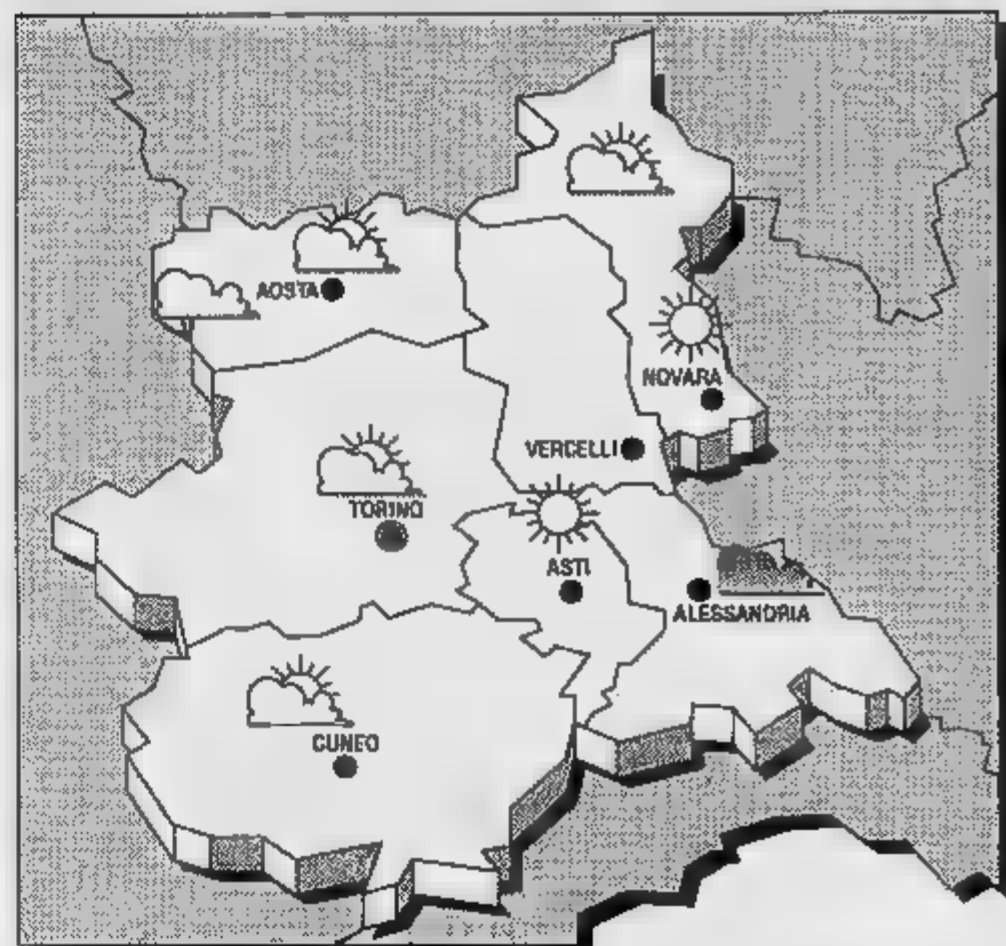 AOSTA
NOVARA
VERCELLI
TORINO
ASTI
ALESSANDRIA
CUNEO